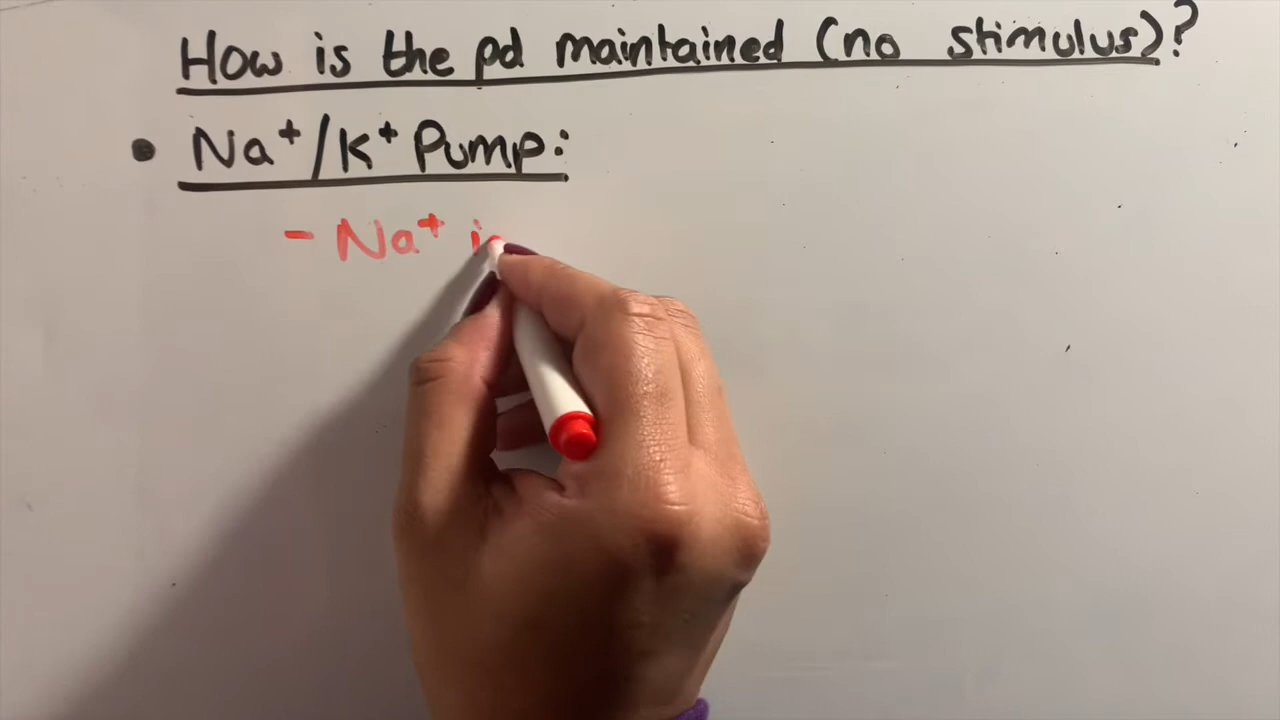 How is the pd maintained (no stimulus)?
• Na⁺/K⁺ Pump:
- Na⁺